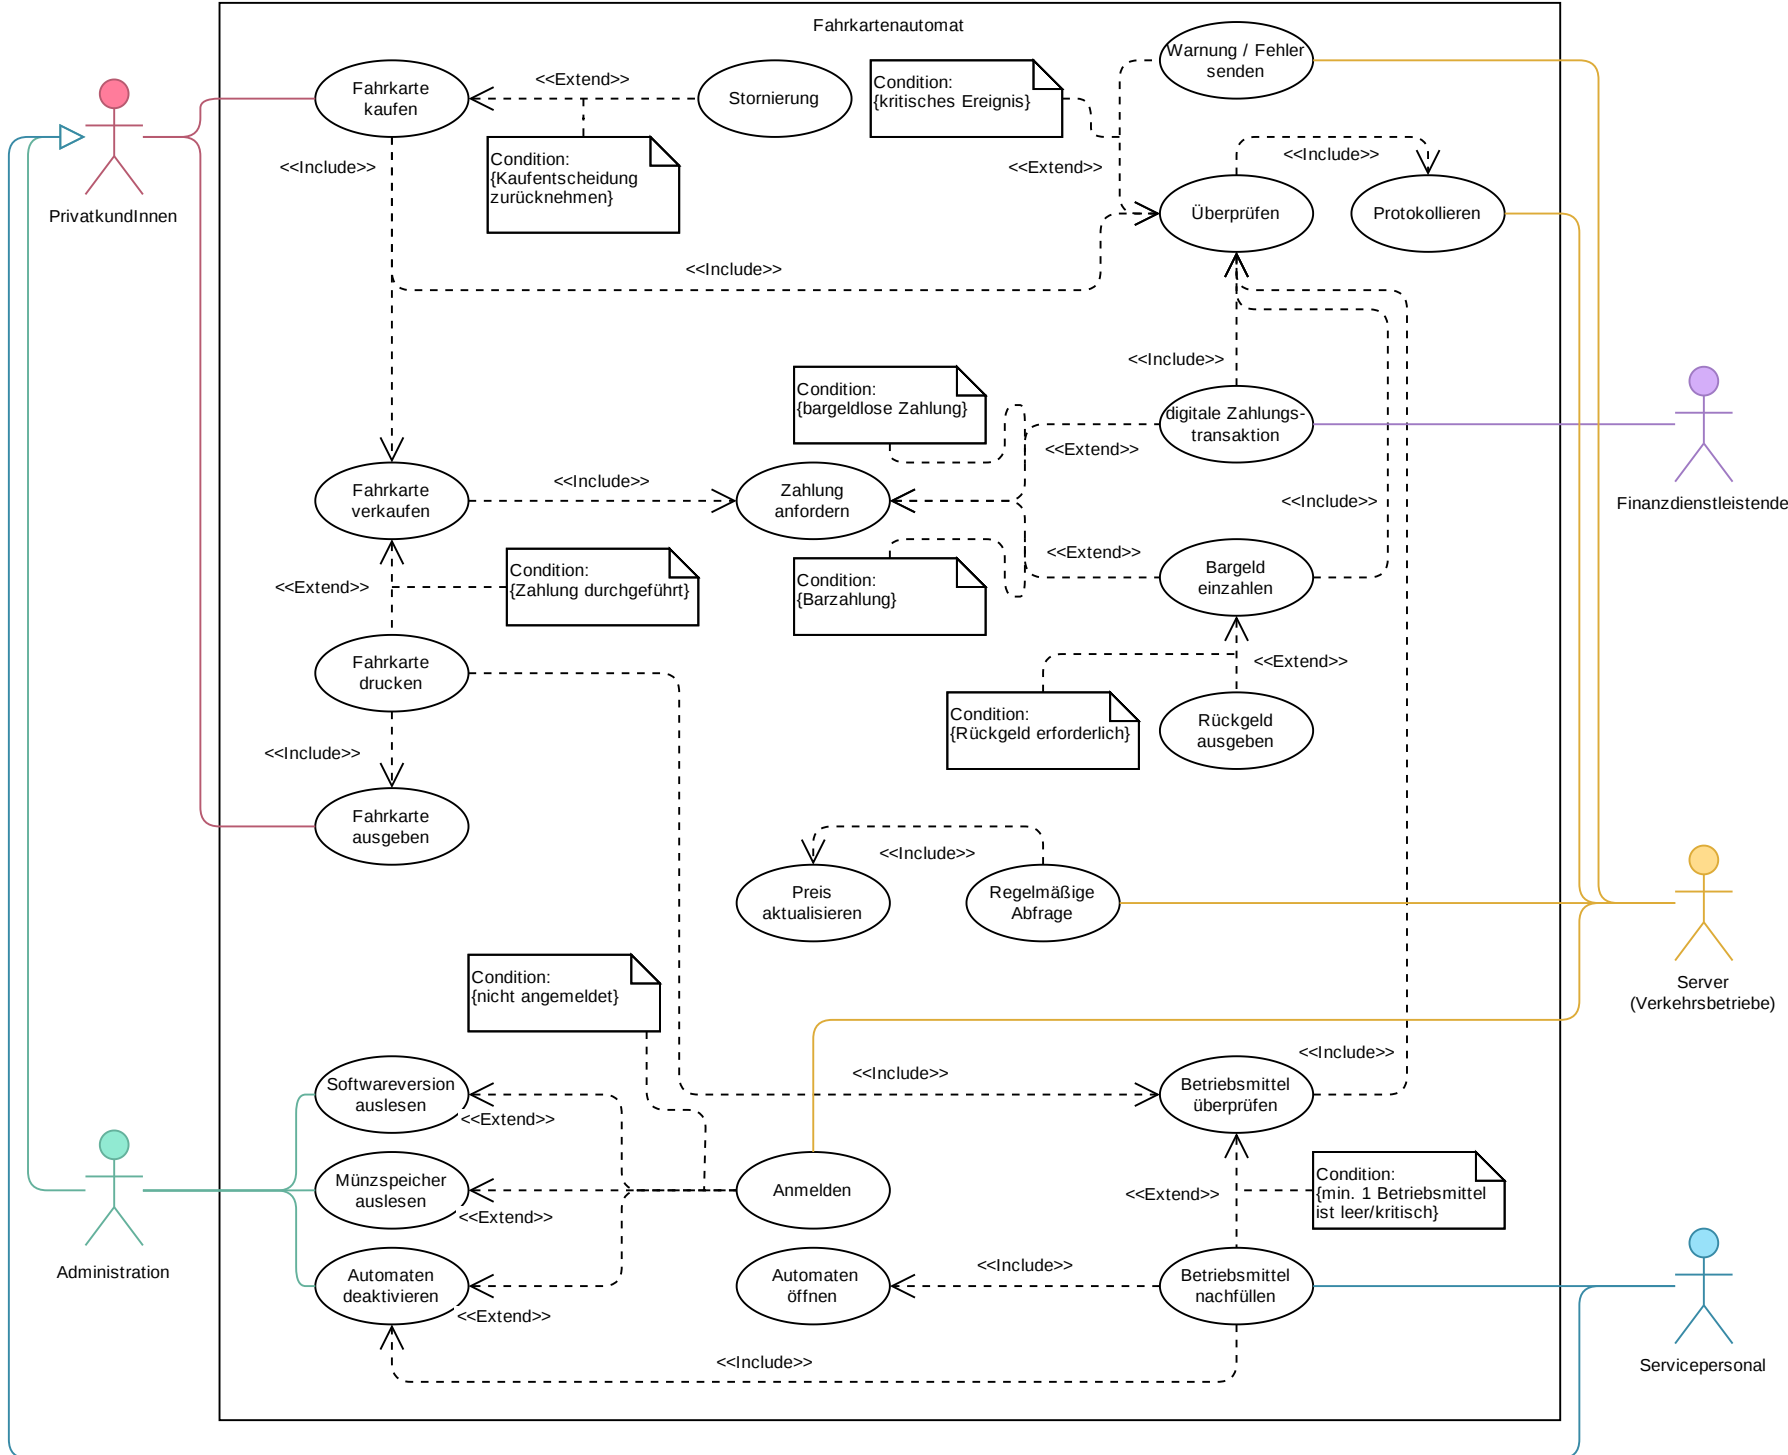 Fahrkartenautomat
Warnung / Fehler
senden
<<Extend>>
Fahrkarte
kaufen
Stornierung
Condition:
{kritisches Ereignis}
PrivatkundInnen
<<Include>>
Condition:
{Kaufentscheidung
zurücknehmen}
<<Extend>>
<<Include>>
Überprüfen
Protokollieren
<<Include>>
<<Include>>
Condition:
{bargeldlose Zahlung}
digitale Zahlungs-
transaktion
<<Extend>>
Finanzdienstleistende
Fahrkarte
verkaufen
<<Include>>
Zahlung
anfordern
<<Include>>
<<Extend>>
Condition:
{Zahlung durchgeführt}
Condition:
{Barzahlung}
<<Extend>>
Bargeld
einzahlen
Fahrkarte
drucken
<<Extend>>
Condition:
{Rückgeld erforderlich}
Rückgeld
ausgeben
<<Include>>
Fahrkarte
ausgeben
<<Include>>
Preis
aktualisieren
Regelmäßige
Abfrage
Server
(Verkehrsbetriebe)
Condition:
{nicht angemeldet}
<<Include>>
<<Include>>
Softwareversion
auslesen
<<Extend>>
Betriebsmittel
überprüfen
Münzspeicher
auslesen
<<Extend>>
Anmelden
<<Extend>>
Condition:
{min. 1 Betriebsmittel
ist leer/kritisch}
Administration
Automaten
deaktivieren
<<Extend>>
Automaten
öffnen
<<Include>>
Betriebsmittel
nachfüllen
<<Include>>
Servicepersonal